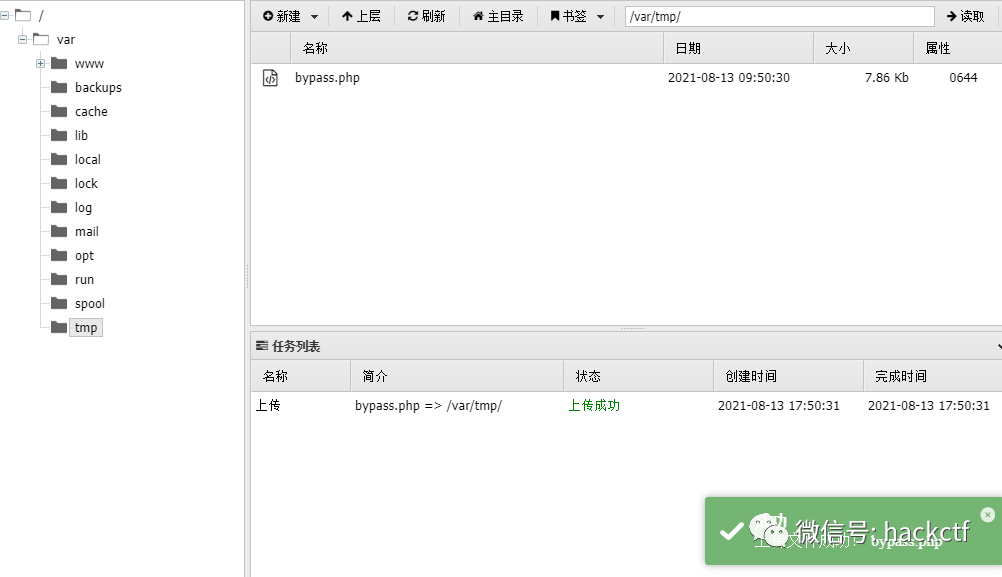 /
var
www
backups
cache
lib
local
lock
log
mail
opt
run
spool
tmp
新建 上层 刷新 主目录 书签 /var/tmp/ 读取
名称 日期 大小 属性
bypass.php 2021-08-13 09:50:30 7.86 Kb 0644
任务列表
名称 简介 状态 创建时间 完成时间
上传 bypass.php => /var/tmp/ 上传成功 2021-08-13 17:50:31 2021-08-13 17:50:31
微信号: hackctf
上传文件成功! bypass.php